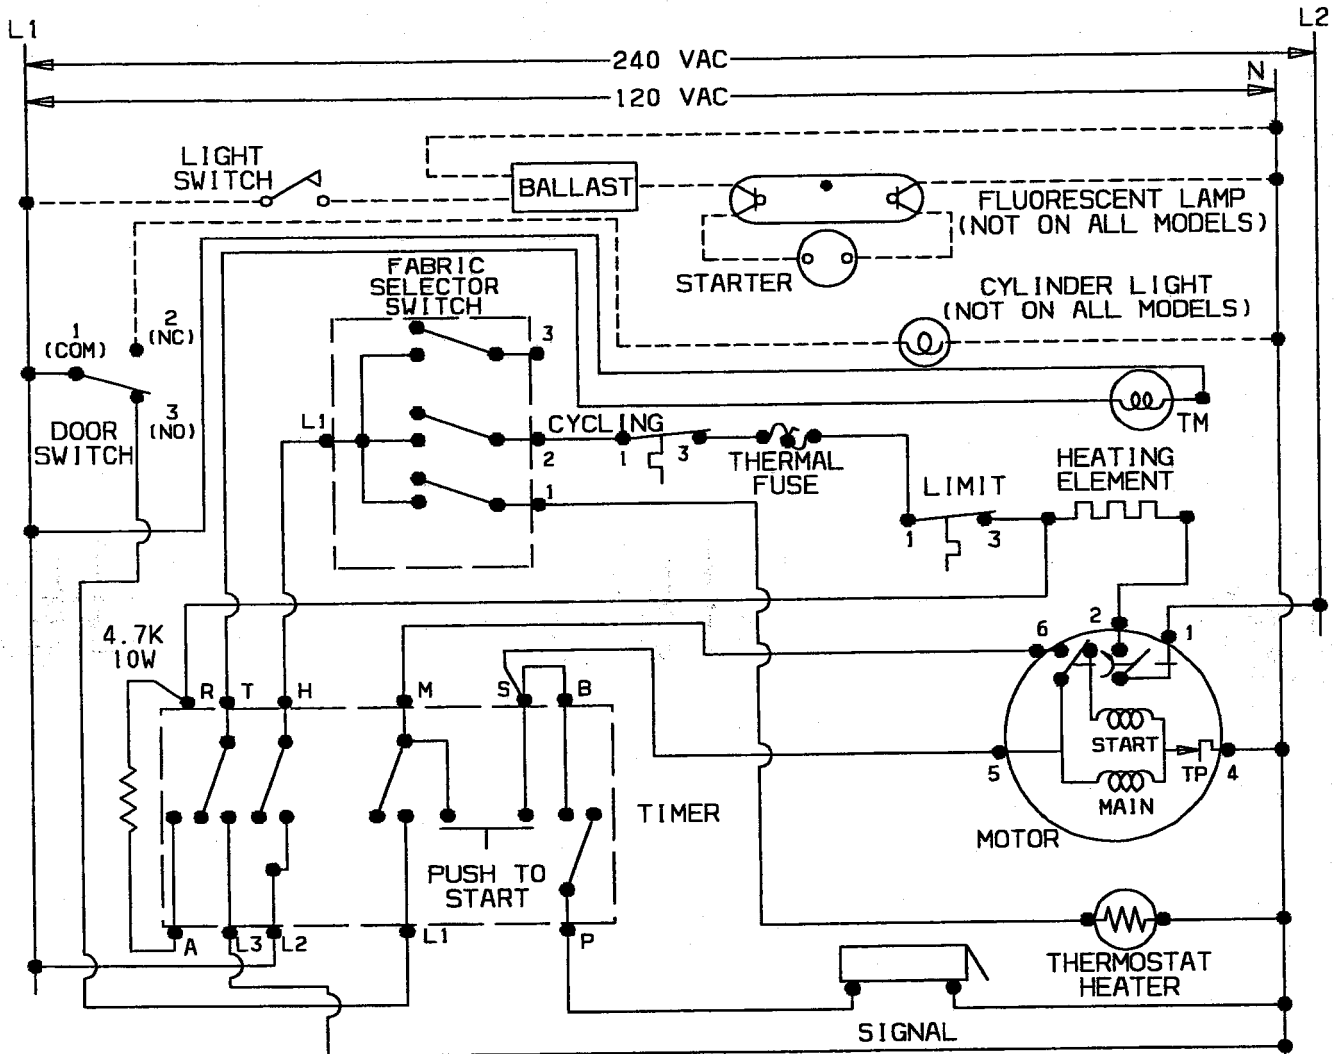 L1
L2
240 VAC
N
120 VAC
LIGHT
SWITCH
BALLAST
FLUORESCENT LAMP
(NOT ON ALL MODELS)
STARTER
FABRIC
SELECTOR
SWITCH
CYLINDER LIGHT
(NOT ON ALL MODELS)
1
(COM)
2
(NC)
3
3
(NO)
DOOR
SWITCH
L1
CYCLING
2
1
3
THERMAL
FUSE
TM
HEATING
ELEMENT
LIMIT
1
1
3
4.7K
10W
6
2
1
R
T
H
M
S
B
START
5
TP
4
MAIN
MOTOR
TIMER
PUSH TO
START
A
L3
L2
L1
P
THERMOSTAT
HEATER
SIGNAL